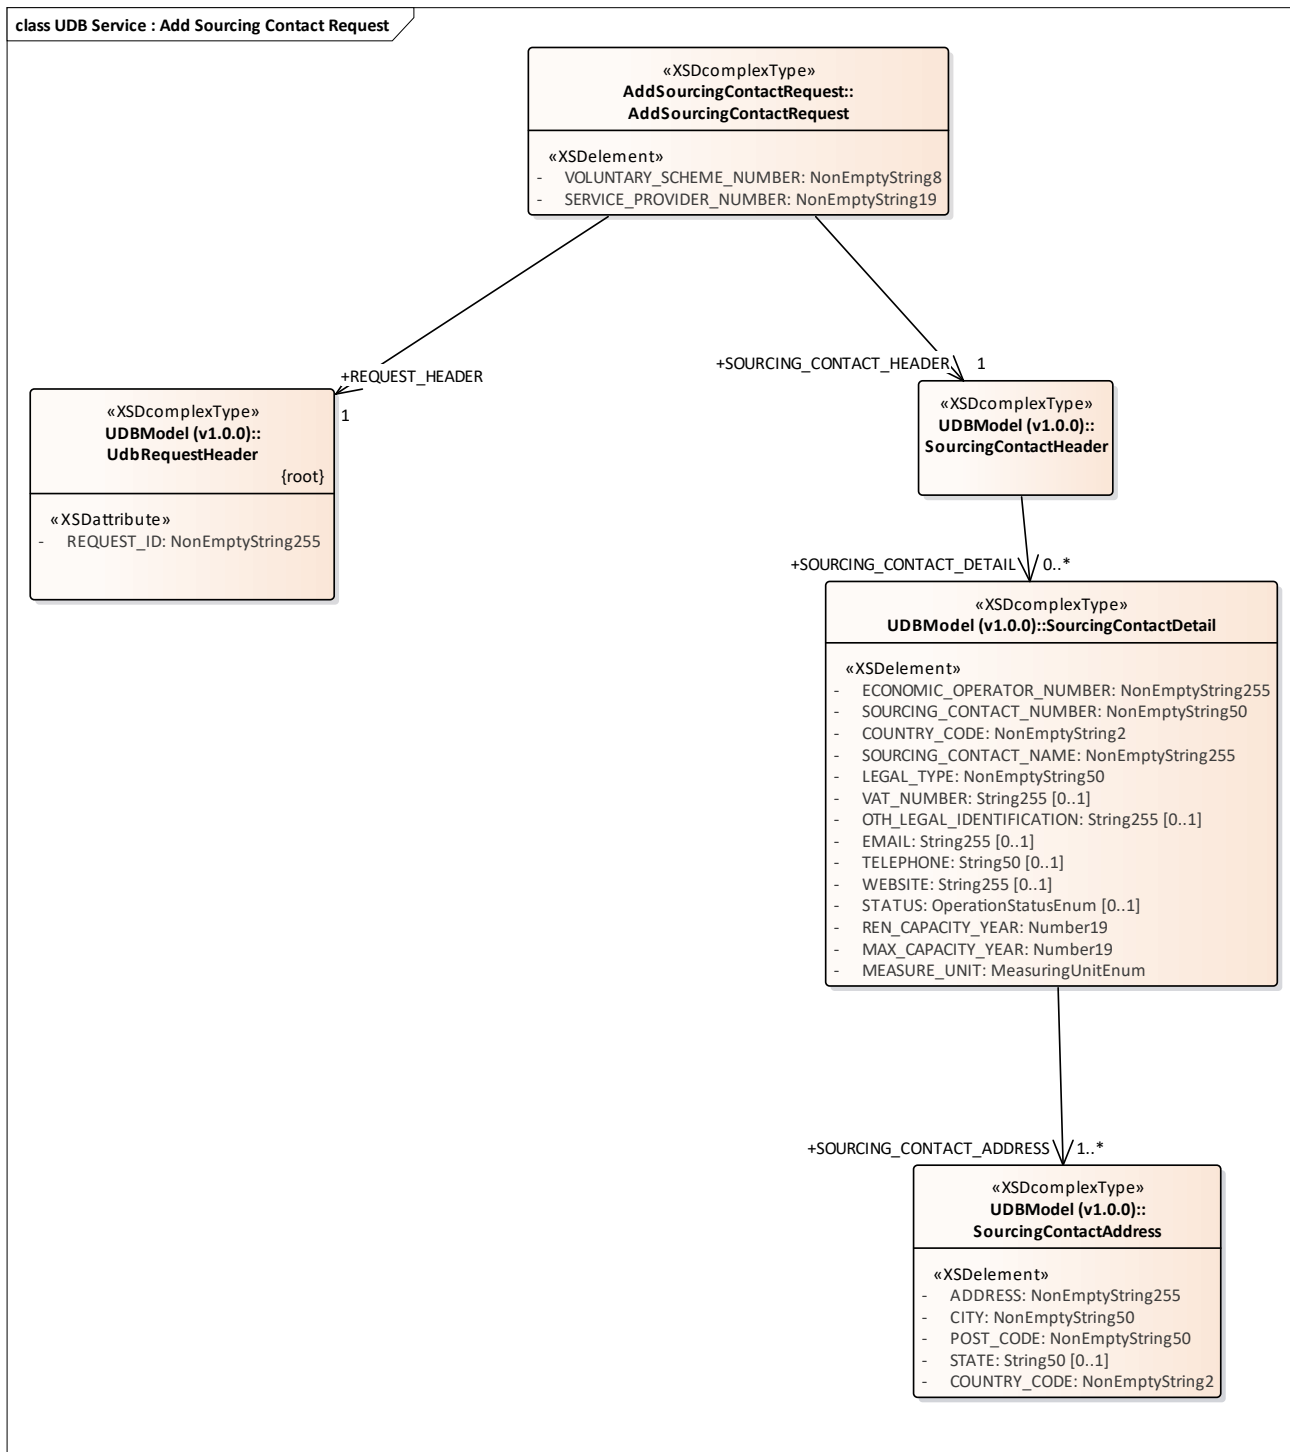 class UDB Service : Add Sourcing Contact Request
«XSDcomplexType»
AddSourcingContactRequest::
AddSourcingContactRequest
«XSDelement»
- VOLUNTARY_SCHEME_NUMBER: NonEmptyString8
- SERVICE_PROVIDER_NUMBER: NonEmptyString19
+REQUEST_HEADER
1
+SOURCING_CONTACT_HEADER
1
«XSDcomplexType»
UDBModel (v1.0.0)::
UdbRequestHeader
{root}
«XSDattribute»
- REQUEST_ID: NonEmptyString255
«XSDcomplexType»
UDBModel (v1.0.0)::
SourcingContactHeader
+SOURCING_CONTACT_DETAIL
0..*
«XSDcomplexType»
UDBModel (v1.0.0)::SourcingContactDetail
«XSDelement»
- ECONOMIC_OPERATOR_NUMBER: NonEmptyString255
- SOURCING_CONTACT_NUMBER: NonEmptyString50
- COUNTRY_CODE: NonEmptyString2
- SOURCING_CONTACT_NAME: NonEmptyString255
- LEGAL_TYPE: NonEmptyString50
- VAT_NUMBER: String255 [0..1]
- OTH_LEGAL_IDENTIFICATION: String255 [0..1]
- EMAIL: String255 [0..1]
- TELEPHONE: String50 [0..1]
- WEBSITE: String255 [0..1]
- STATUS: OperationStatusEnum [0..1]
- REN_CAPACITY_YEAR: Number19
- MAX_CAPACITY_YEAR: Number19
- MEASURE_UNIT: MeasuringUnitEnum
+SOURCING_CONTACT_ADDRESS
1..*
«XSDcomplexType»
UDBModel (v1.0.0)::
SourcingContactAddress
«XSDelement»
- ADDRESS: NonEmptyString255
- CITY: NonEmptyString50
- POST_CODE: NonEmptyString50
- STATE: String50 [0..1]
- COUNTRY_CODE: NonEmptyString2